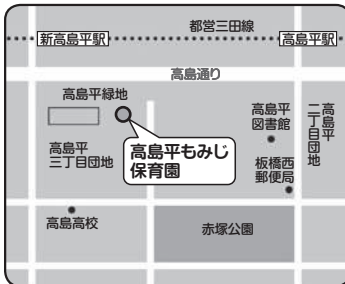 都営三田線
新高島平駅
高島平駅
高島通り
高島平緑地
高島平もみじ
保育園
高島平
三丁目団地
高島平
図書館
高島平
二丁目団地
板橋西
郵便局
高島高校
赤塚公園